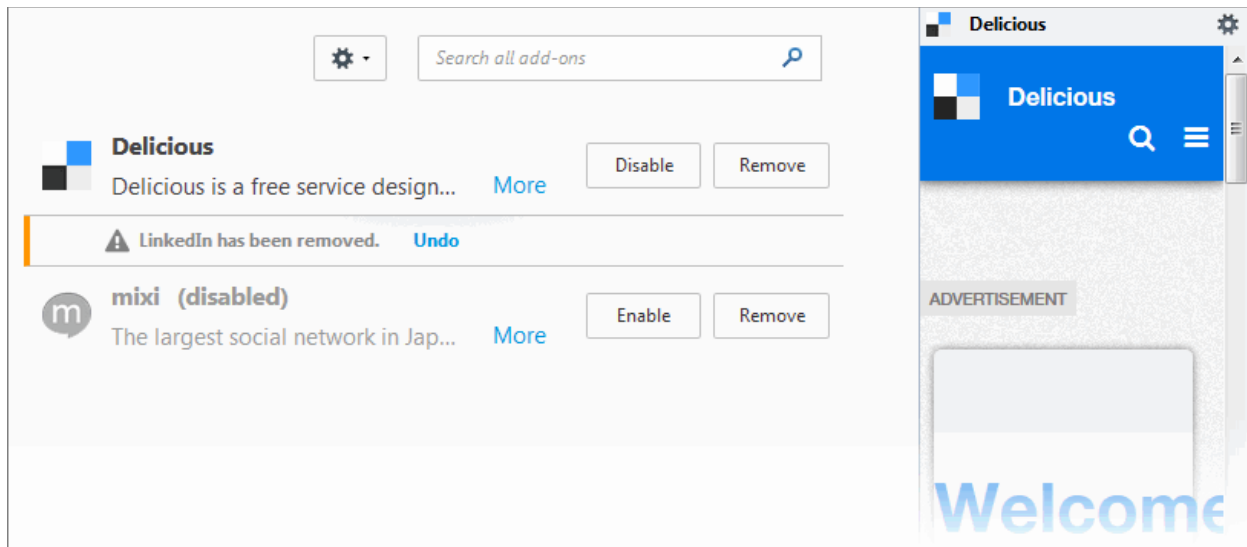 Search all add-ons
Delicious
Delicious is a free service design... More
Disable
Remove
LinkedIn has been removed. Undo
m
mixi (disabled)
The largest social network in Jap... More
Enable
Remove
Delicious
Delicious
ADVERTISEMENT
Welcome